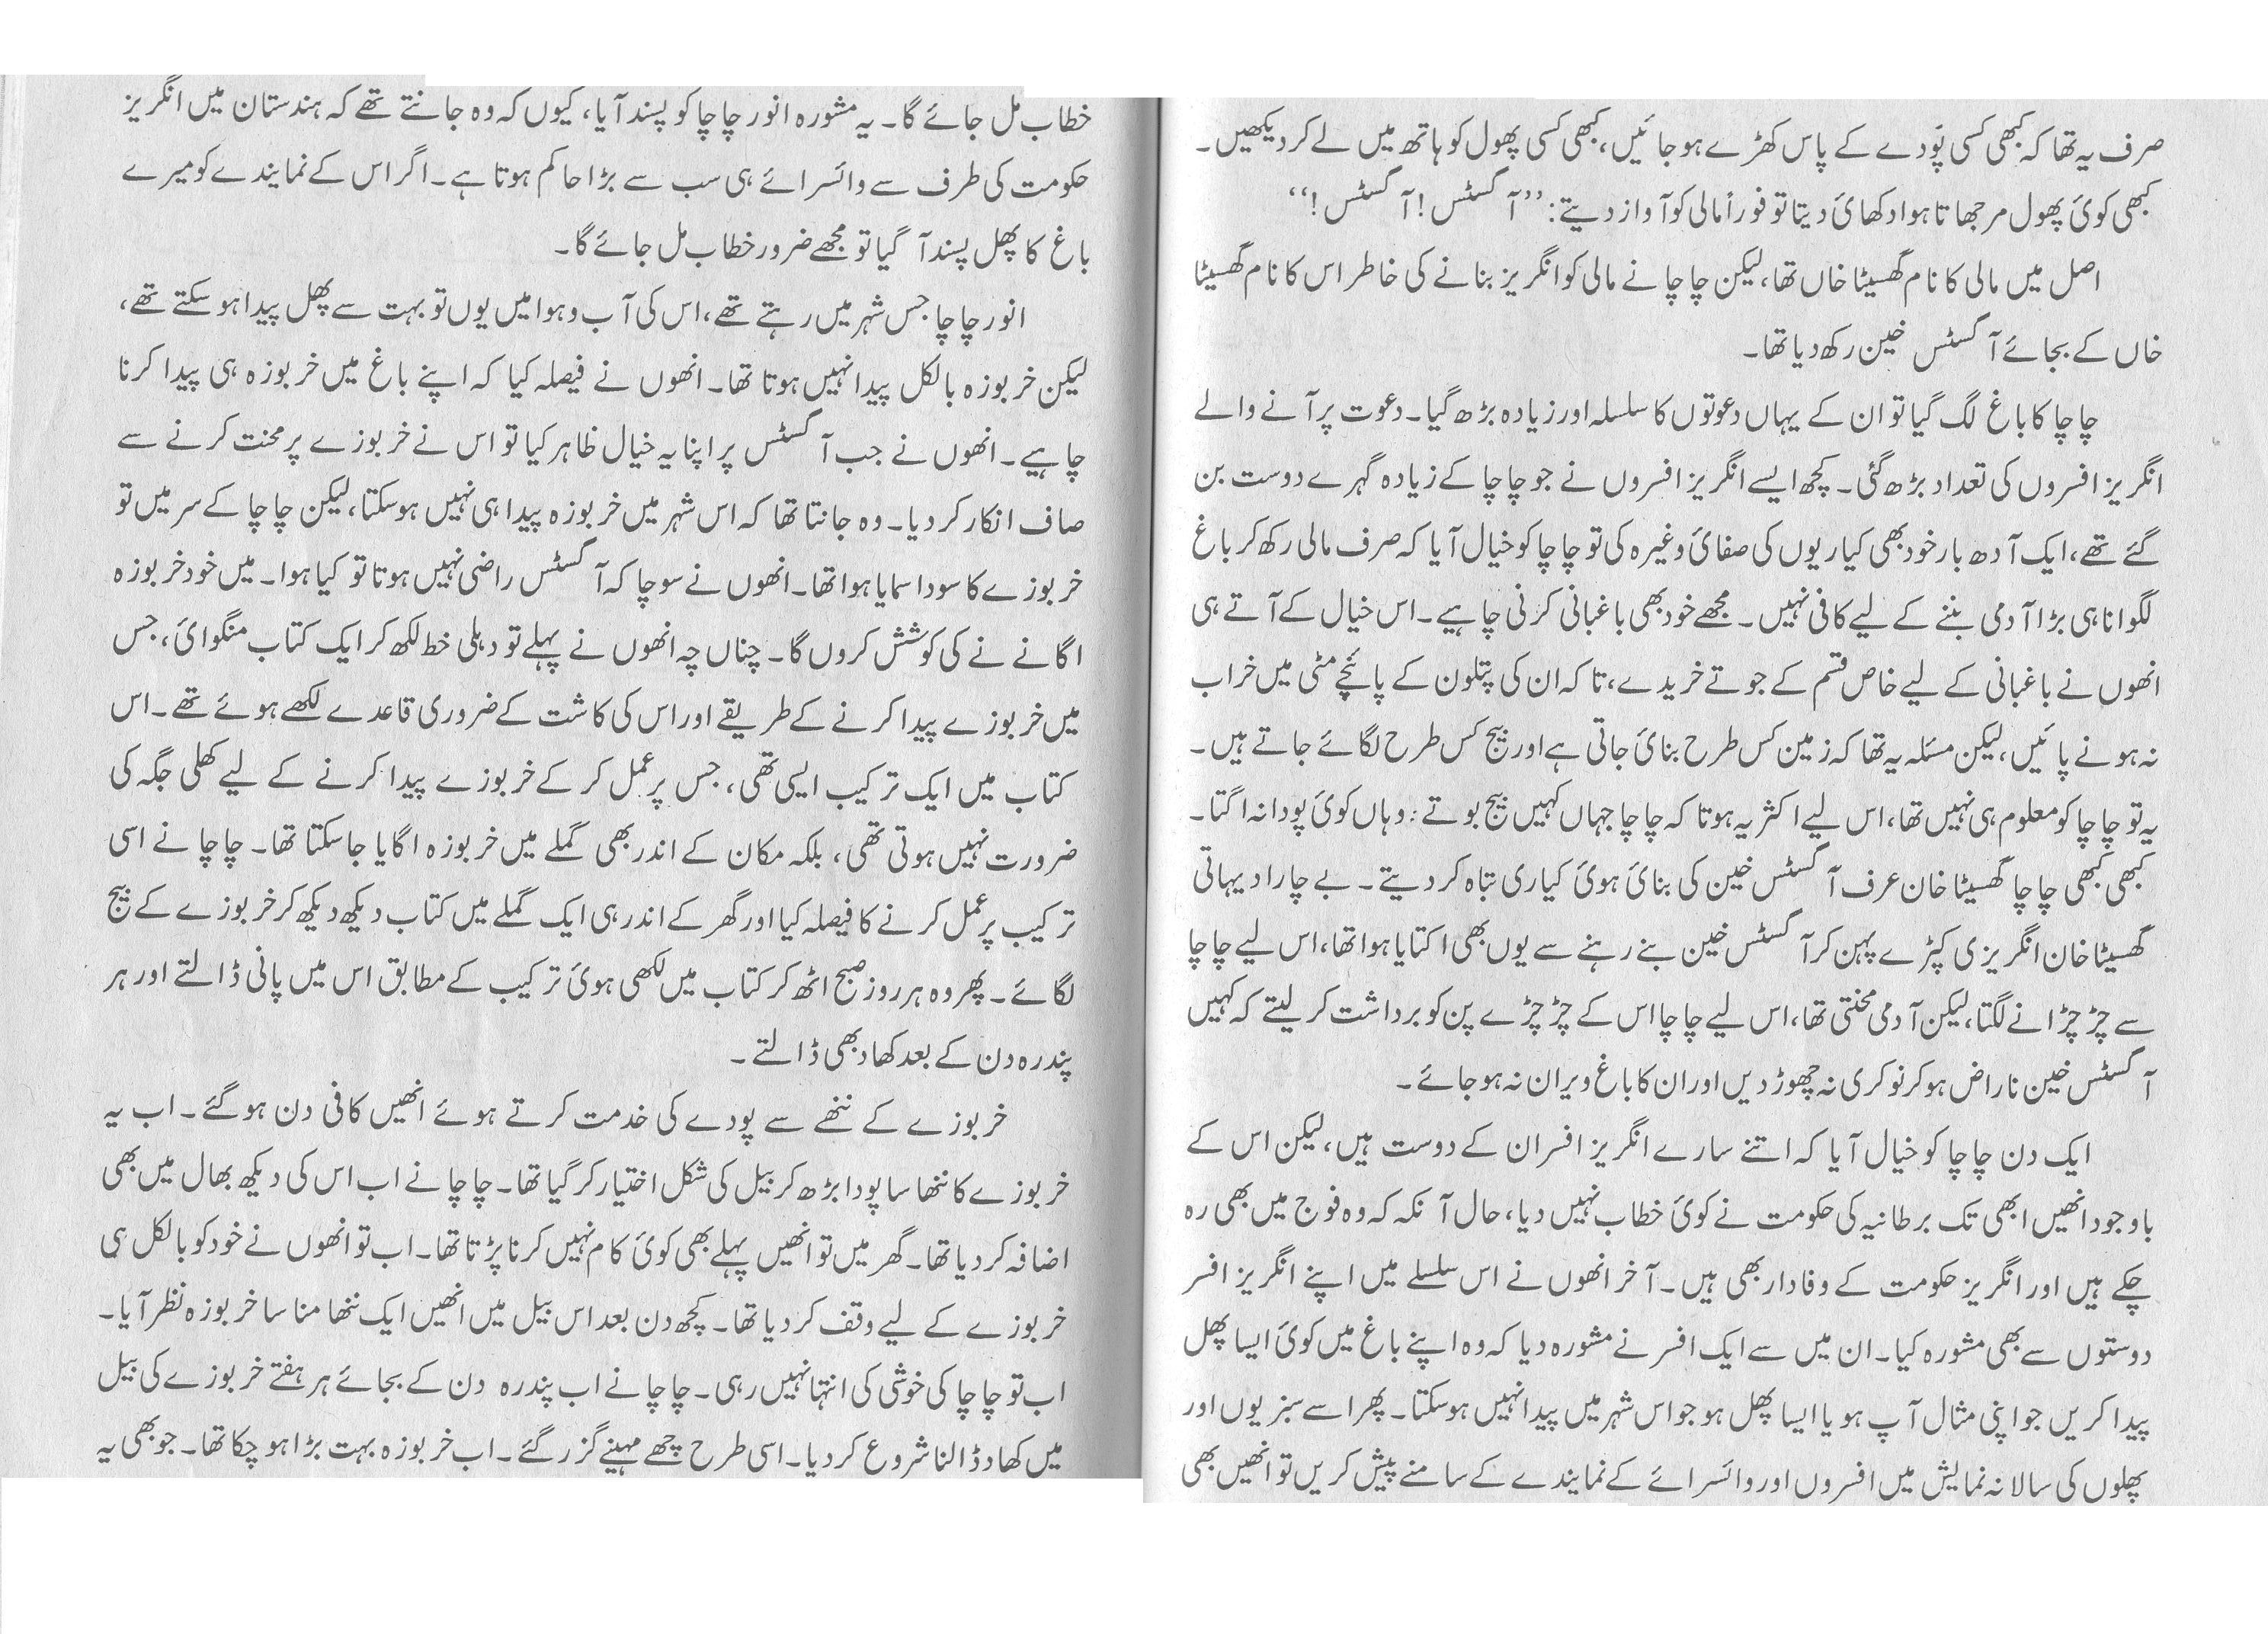 صرف یہ تھا کہ کبھی کسی پَودے کے پاس کھڑے ہو جائیں، کبھی کسی پھول کو ہاتھ میں لے کر دیکھیں۔
کبھی کوئی پھول مرجھاتا ہوا دکھائی دیتا تو فوراً مالی کو آواز دیتے: ’’آگسٹس! آگسٹس!‘‘
اصل میں مالی کا نام گھسیٹا خاں تھا، لیکن چاچا نے مالی کو انگریز بنانے کی خاطر اس کا نام گھسیٹا
خاں کے بجائے آگسٹس خین رکھ دیا تھا۔
چاچا کا باغ لگ گیا تو ان کے یہاں دعوتوں کا سلسلہ اور زیادہ بڑھ گیا۔ دعوت پر آنے والے
انگریز افسروں کی تعداد بڑھ گئی۔ کچھ ایسے انگریز افسروں نے جو چاچا کے زیادہ گہرے دوست بن
گئے تھے، ایک آدھ بار خود بھی کیاریوں کی صفائی وغیرہ کی تو چاچا کو خیال آیا کہ صرف مالی رکھ کر باغ
لگوانا ہی بڑا آدمی بننے کے لیے کافی نہیں۔ مجھے خود بھی باغبانی کرنی چاہیے۔ اس خیال کے آتے ہی
انھوں نے باغبانی کے لیے خاص قسم کے جوتے خریدے، تاکہ ان کی پتلون کے پائنچے مٹی میں خراب
نہ ہونے پائیں، لیکن مسئلہ یہ تھا کہ زمین کس طرح بنائی جاتی ہے اور بیج کس طرح لگائے جاتے ہیں۔
یہ تو چاچا کو معلوم ہی نہیں تھا، اس لیے اکثر یہ ہوتا کہ چاچا جہاں کہیں بیج بوتے: وہاں کوئی پودا نہ اگتا۔
کبھی کبھی چاچا گھسیٹا خان عرف آگسٹس خین کی بنائی ہوئی کیاری تباہ کر دیتے۔ بے چارا دیہاتی
گھسیٹا خان انگریزی کپڑے پہن کر آگسٹس خین بنے رہنے سے یوں بھی اکتایا ہوا تھا، اس لیے چاچا
سے چڑچڑانے لگتا، لیکن آدمی محنتی تھا، اس لیے چاچا اس کے چڑچڑے پن کو برداشت کر لیتے کہ کہیں
آگسٹس خین ناراض ہو کر نوکری نہ چھوڑ دیں اور ان کا باغ ویران نہ ہو جائے۔
ایک دن چاچا کو خیال آیا کہ اتنے سارے انگریز افسر ان کے دوست ہیں، لیکن اس کے
باوجود انھیں ابھی تک برطانیہ کی حکومت نے کوئی خطاب نہیں دیا، حال آنکہ کہ وہ فوج میں بھی رہ
چکے ہیں اور انگریز حکومت کے وفادار بھی ہیں۔ آخر انھوں نے اس سلسلے میں اپنے انگریز افسر
دوستوں سے بھی مشورہ کیا۔ ان میں سے ایک افسر نے مشورہ دیا کہ وہ اپنے باغ میں کوئی ایسا پھل
پیدا کریں جو اپنی مثال آپ ہو یا ایسا پھل ہو جو اس شہر میں پیدا نہیں ہوسکتا۔ پھر اسے سبزیوں اور
پھلوں کی سالانہ نمایش میں افسروں اور وائسرائے کے نمایندے کے سامنے پیش کریں تو انھیں بھی
خطاب مل جائے گا۔ یہ مشورہ انور چاچا کو پسند آیا، کیوں کہ وہ جانتے تھے کہ ہندستان میں انگریز
حکومت کی طرف سے وائسرائے ہی سب سے بڑا حاکم ہوتا ہے۔ اگر اس کے نمایندے کو میرے
باغ کا پھل پسند آ گیا تو مجھے ضرور خطاب مل جائے گا۔
انور چاچا جس شہر میں رہتے تھے، اس کی آب و ہوا میں یوں تو بہت سے پھل پیدا ہو سکتے تھے،
لیکن خربوزہ بالکل پیدا نہیں ہوتا تھا۔ انھوں نے فیصلہ کیا کہ اپنے باغ میں خربوزہ ہی پیدا کرنا
چاہیے۔ انھوں نے جب آگسٹس پر اپنا یہ خیال ظاہر کیا تو اس نے خربوزے پر محنت کرنے سے
صاف انکار کر دیا۔ وہ جانتا تھا کہ اس شہر میں خربوزہ پیدا ہی نہیں ہوسکتا، لیکن چاچا کے سر میں تو
خربوزے کا سودا سمایا ہوا تھا۔ انھوں نے سوچا کہ آگسٹس راضی نہیں ہوتا تو کیا ہوا۔ میں خود خربوزہ
اگانے نے کی کوشش کروں گا۔ چناں چہ انھوں نے پہلے تو دہلی خط لکھ کر ایک کتاب منگوائی، جس
میں خربوزے پیدا کرنے کے طریقے اور اس کی کاشت کے ضروری قاعدے لکھے ہوئے تھے۔ اس
کتاب میں ایک ترکیب ایسی تھی، جس پر عمل کر کے خربوزے پیدا کرنے کے لیے کھلی جگہ کی
ضرورت نہیں ہوتی تھی، بلکہ مکان کے اندر بھی گملے میں خربوزہ اگایا جا سکتا تھا۔ چاچا نے اسی
ترکیب پر عمل کرنے کا فیصلہ کیا اور گھر کے اندر ہی ایک گملے میں کتاب دیکھ دیکھ کر خربوزے کے بیج
لگائے۔ پھر وہ ہر روز صبح اٹھ کر کتاب میں لکھی ہوئی ترکیب کے مطابق اس میں پانی ڈالتے اور ہر
پندرہ دن کے بعد کھاد بھی ڈالتے۔
خربوزے کے ننھے سے پودے کی خدمت کرتے ہوئے انھیں کافی دن ہو گئے۔ اب یہ
خربوزے کا ننھا سا پودا بڑھ کر بیل کی شکل اختیار کر گیا تھا۔ چاچا نے اب اس کی دیکھ بھال میں بھی
اضافہ کر دیا تھا۔ گھر میں تو انھیں پہلے بھی کوئی کام نہیں کرنا پڑتا تھا۔ اب تو انھوں نے خود کو بالکل ہی
خربوزے کے لیے وقف کر دیا تھا۔ کچھ دن بعد اس بیل میں انھیں ایک ننھا منا سا خربوزہ نظر آیا۔
اب تو چاچا کی خوشی کی انتہا نہیں رہی۔ چاچا نے اب پندرہ دن کے بجائے ہر ہفتے خربوزے کی بیل
میں کھاد ڈالنا شروع کر دیا۔ اسی طرح چھے مہینے گزر گئے۔ اب خربوزہ بہت بڑا ہو چکا تھا۔ جو بھی یہ